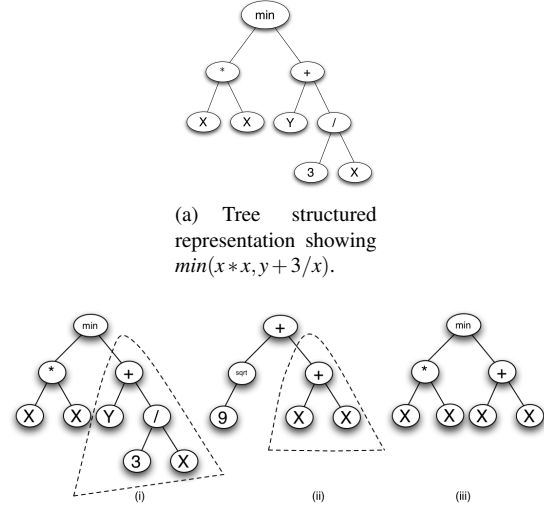 min
* +
X X Y /
3 X
(a) Tree structured
representation showing
min(x∗x,y+3/x).
min + min
* + sqrt + * +
X X Y / 9 X X X X X X
3 X
(i) (ii) (iii)